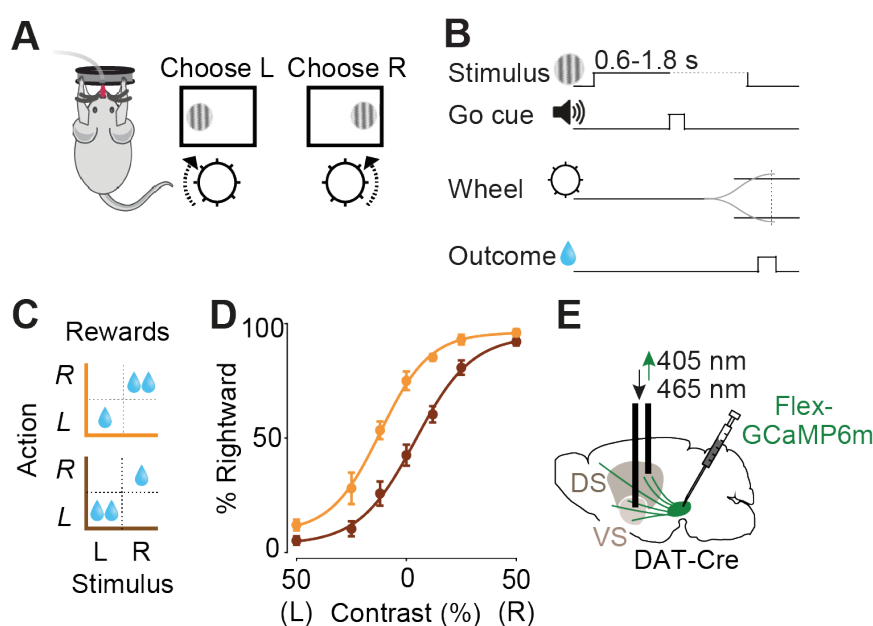 A
Choose L
Choose R
B
Stimulus
0.6-1.8 s
Go cue
Wheel
Outcome
C
Rewards
Action
R
L
R
L
L
R
Stimulus
D
% Rightward
100
50
0
50
0
50
(L)
Contrast (%)
(R)
E
405 nm
465 nm
Flex-
GCaMP6m
DS
VS
DAT-Cre